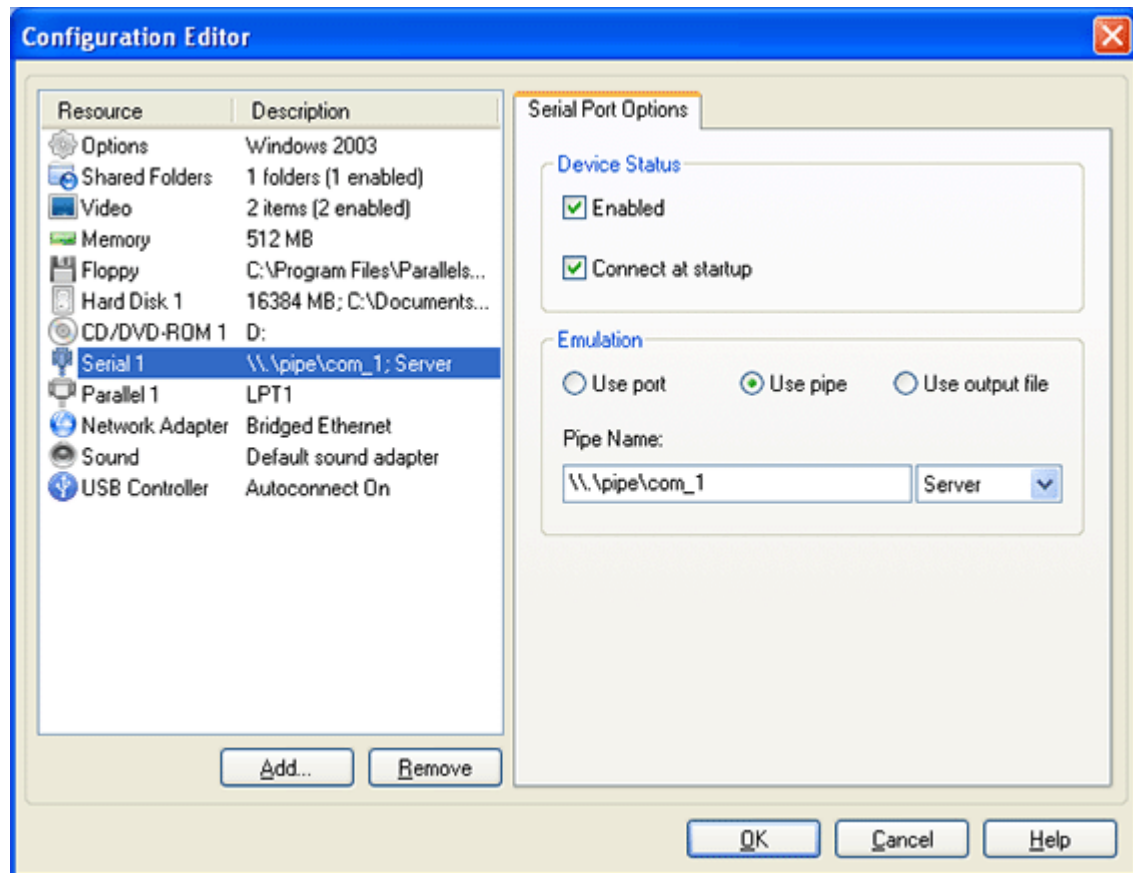 Configuration Editor
Resource Description
Options Windows 2003
Shared Folders 1 folders (1 enabled)
Video 2 items (2 enabled)
Memory 512 MB
Floppy C:\Program Files\Parallels...
Hard Disk 1 16384 MB; C:\Documents...
CD/DVD-ROM 1 D:
Serial 1 \\.\pipe\com_1; Server
Parallel 1 LPT1
Network Adapter Bridged Ethernet
Sound Default sound adapter
USB Controller Autoconnect On
Add... Remove
Serial Port Options
Device Status
Enabled
Connect at startup
Emulation
Use port Use pipe Use output file
Pipe Name:
\\.\pipe\com_1 Server
OK Cancel Help